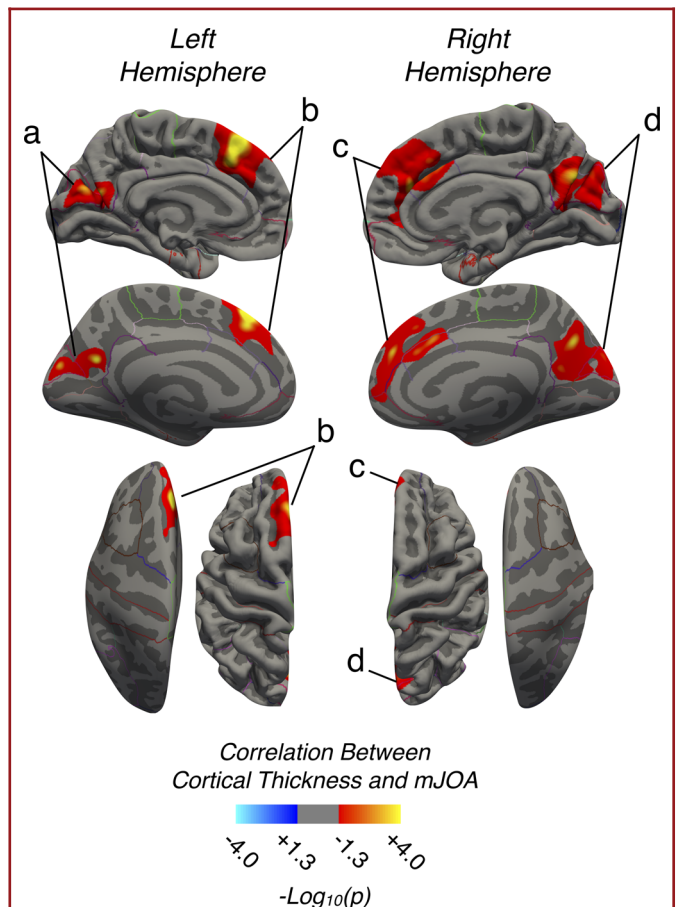 Left
Hemisphere
Right
Hemisphere
a
b
c
d
b
c
d
Correlation Between
Cortical Thickness and mJOA
-4.0
+1.3
-1.3
+4.0
-Log10(p)